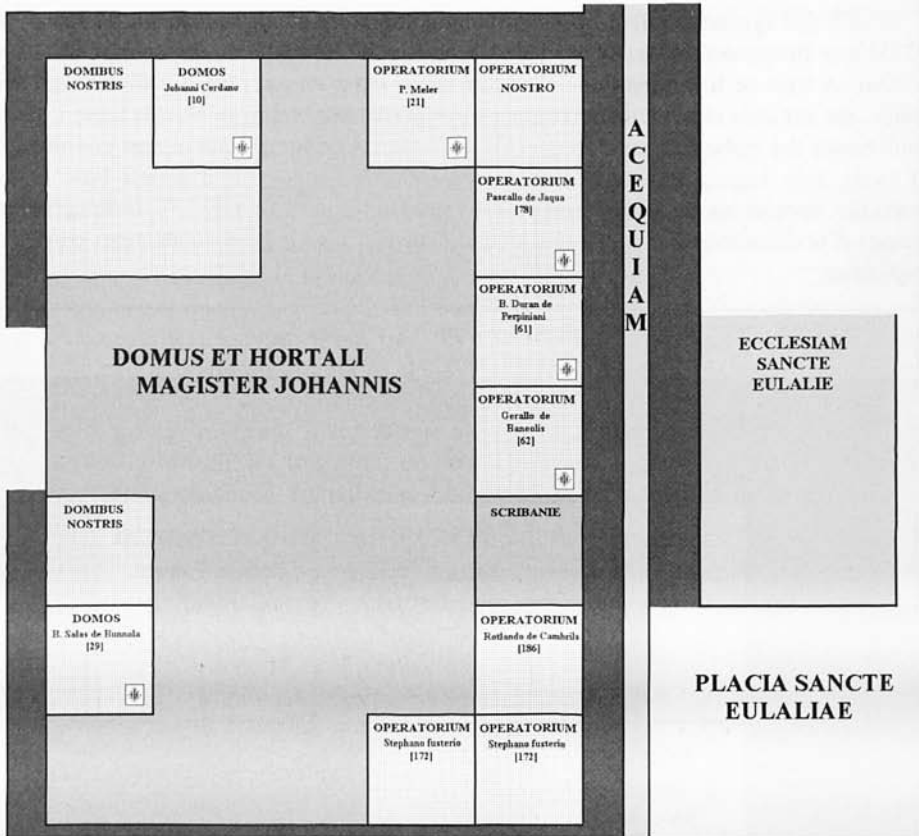 DOMIBUS
NOSTRIS
DOMOS
Johanni Cerdano
[10]
OPERATORIUM
P. Meler
[21]
OPERATORIUM
NOSTRO
ACEQUIAM
OPERATORIUM
Pascallo de Jaqua
[78]
OPERATORIUM
B. Duran de
Perpiniani
[61]
DOMUS ET HORTALI
MAGISTER JOHANNIS
ECCLESIAM
SANCTE
EULALIE
OPERATORIUM
Gerallo de
Baneolis
[62]
DOMIBUS
NOSTRIS
SCRIBANIE
DOMOS
B. Salas de Bunnola
[29]
OPERATORIUM
Rotlando de Cambrils
[186]
PLACIA SANCTE
EULALIAE
OPERATORIUM
Stephano fusterio
[172]
OPERATORIUM
Stephano fusterio
[172]